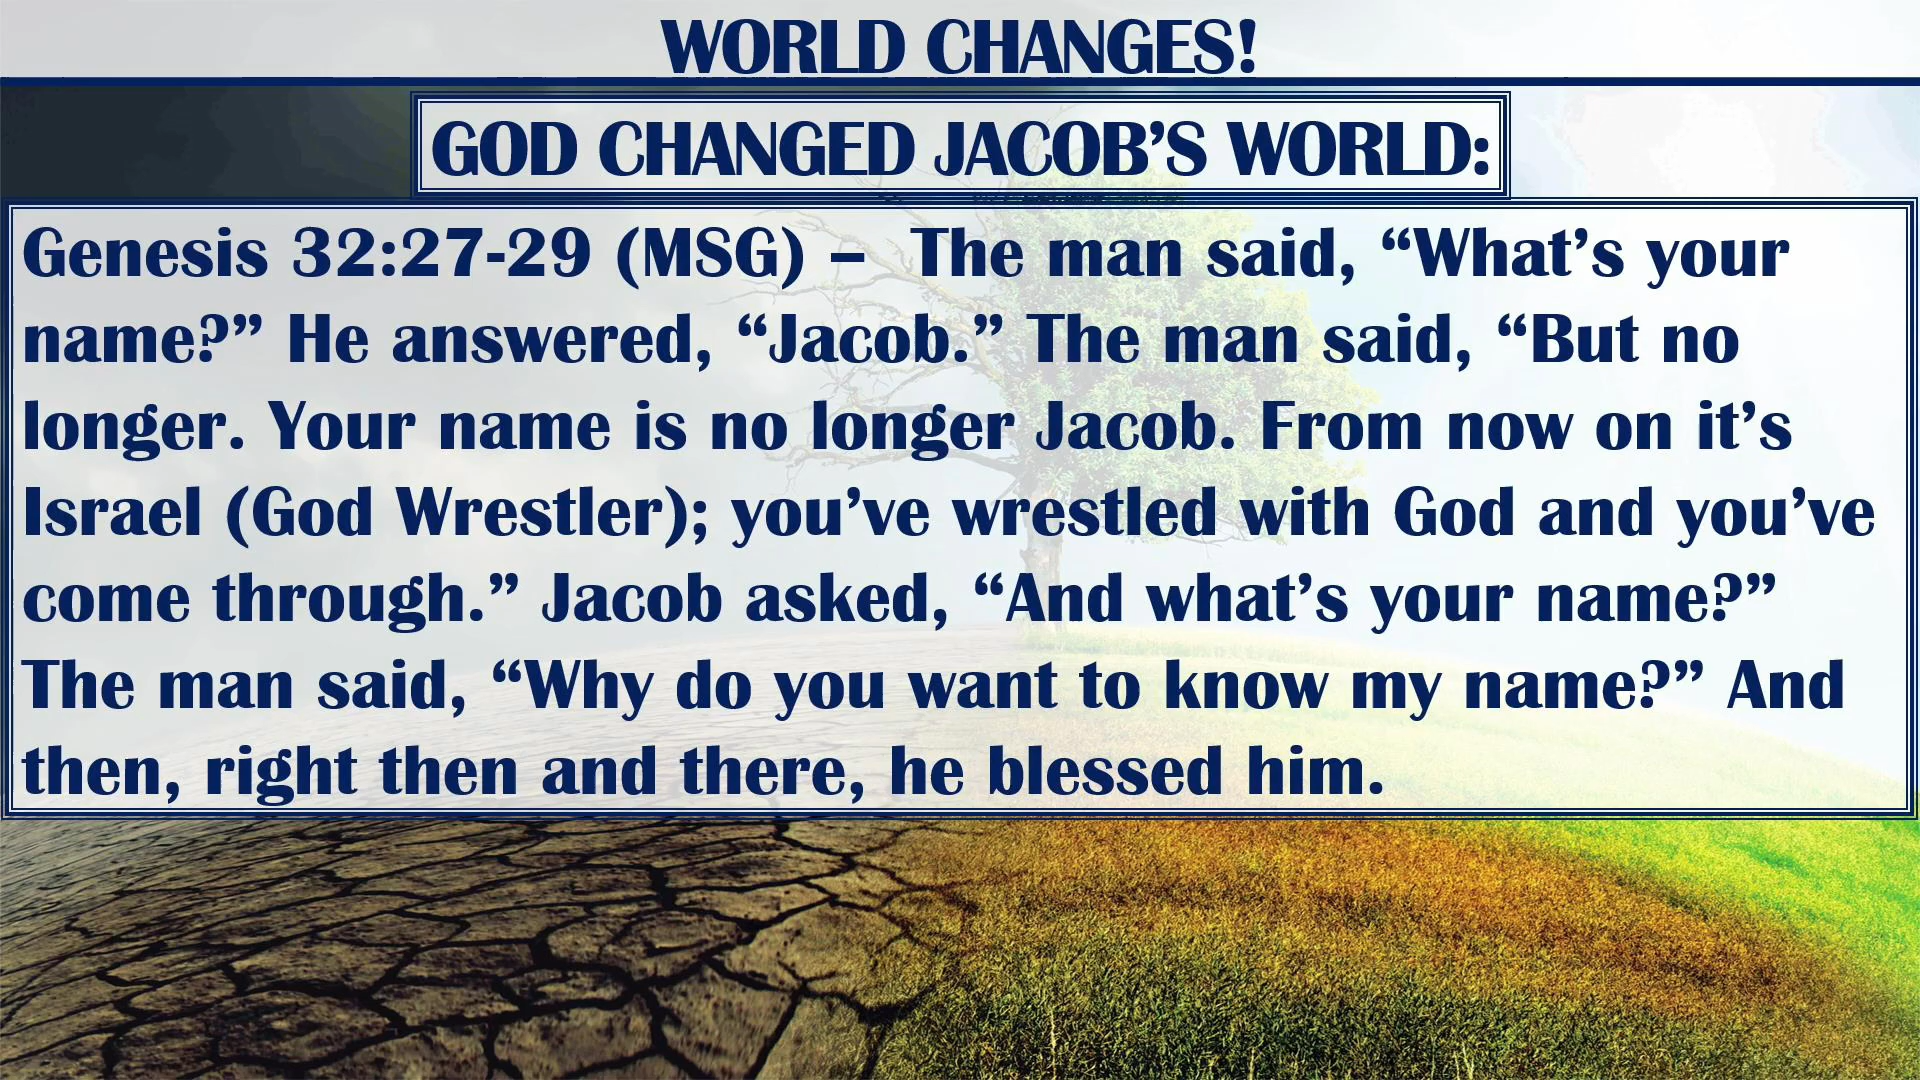 WORLD CHANGES!
GOD CHANGED JACOB’S WORLD:
Genesis 32:27-29 (MSG) –  The man said, “What’s your
name?” He answered, “Jacob.” The man said, “But no
longer. Your name is no longer Jacob. From now on it’s
Israel (God Wrestler); you’ve wrestled with God and you’ve
come through.” Jacob asked, “And what’s your name?”
The man said, “Why do you want to know my name?” And
then, right then and there, he blessed him.